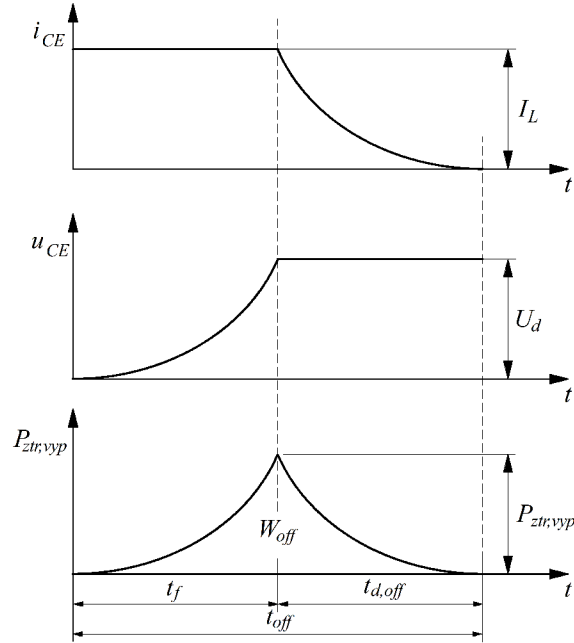 i_CE
I_L
t
u_CE
U_d
t
P_ztr,vyp
P_ztr,vyp
W_off
t
t_f
t_d,off
t_off